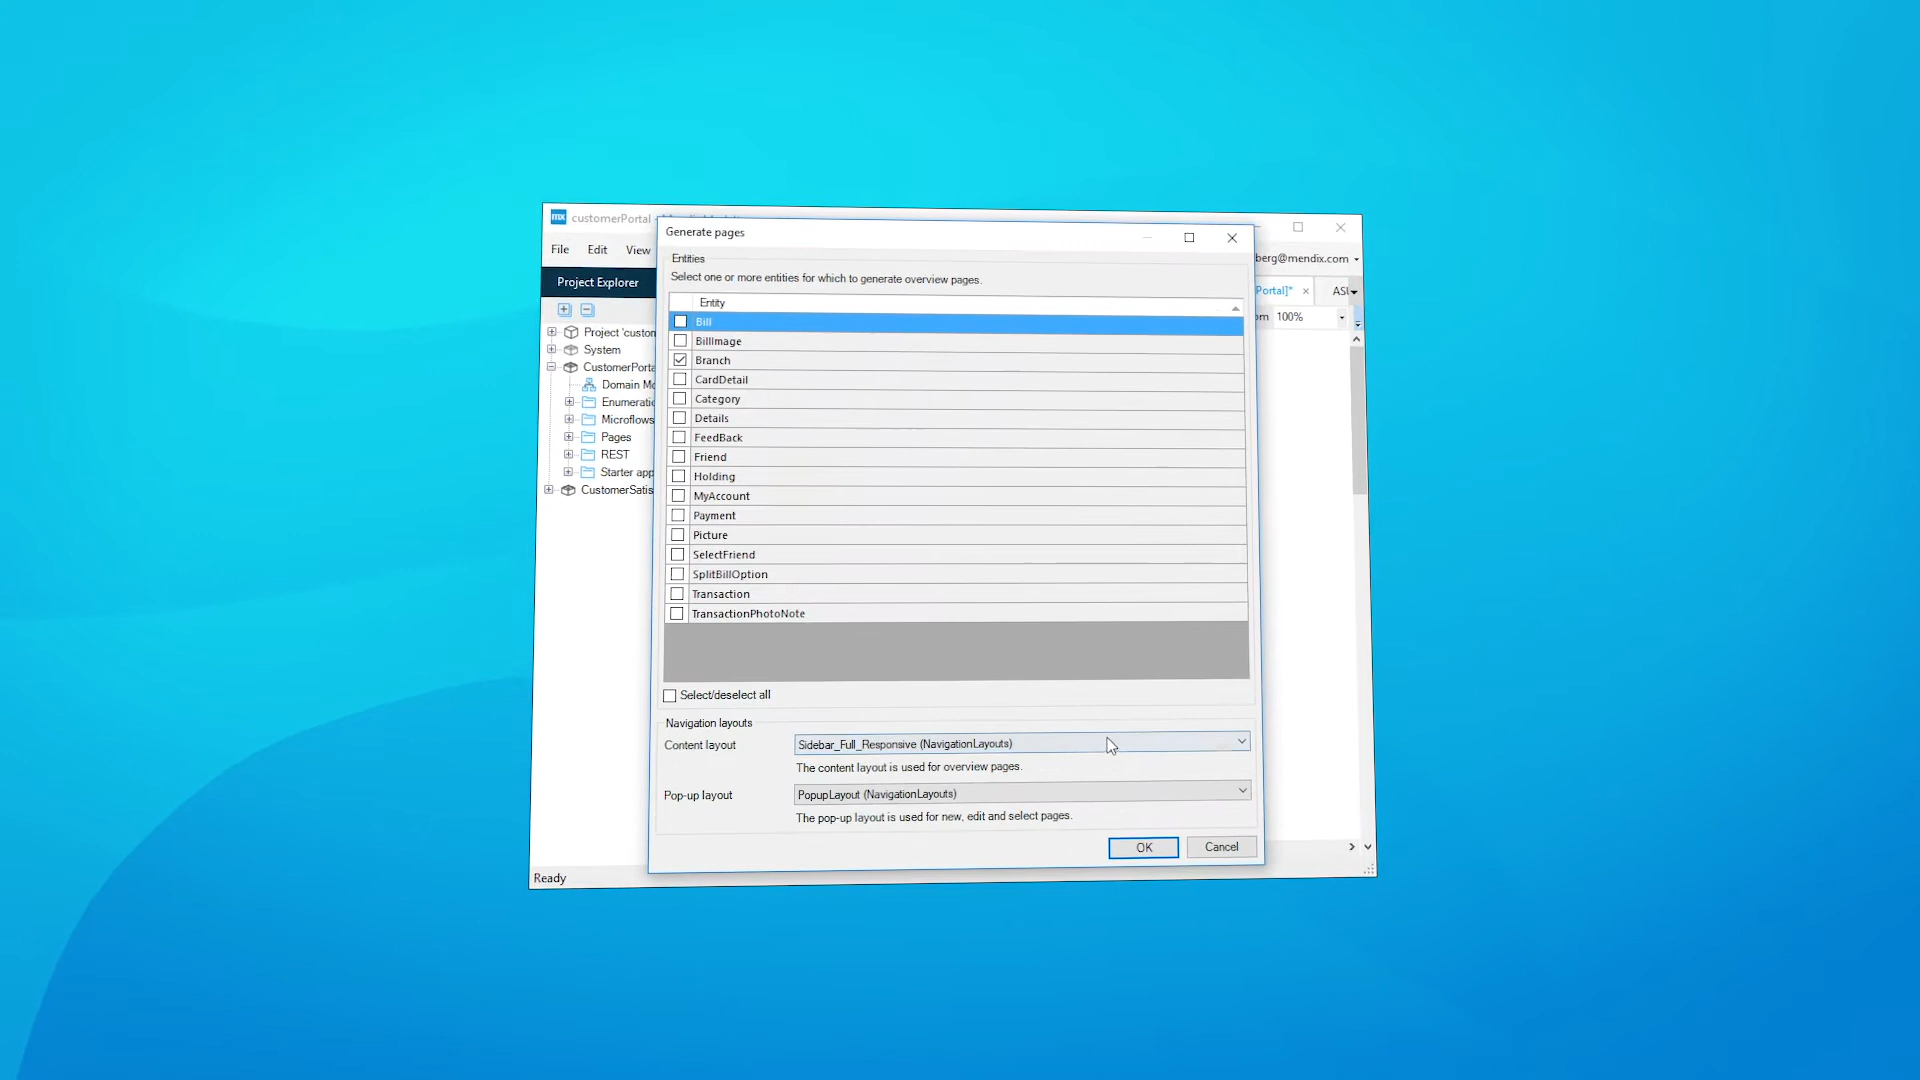 mx customerPortal -
Generate pages
File Edit View
berg@mendix.com
Entities
Select one or more entities for which to generate overview pages.
Project Explorer
Portal]*
Entity
100%
Bill
Project 'custom
BillImage
System
Branch
CustomerPorta
CardDetail
Domain Mo
Category
Enumeratio
Details
Microflows
FeedBack
Pages
Friend
REST
Holding
Starter app
CustomerSatis
MyAccount
Payment
Picture
SelectFriend
SplitBillOption
Transaction
TransactionPhotoNote
Select/deselect all
Navigation layouts
Content layout
Sidebar_Full_Responsive (NavigationLayouts)
The content layout is used for overview pages.
Pop-up layout
PopupLayout (NavigationLayouts)
The pop-up layout is used for new, edit and select pages.
OK
Cancel
Ready